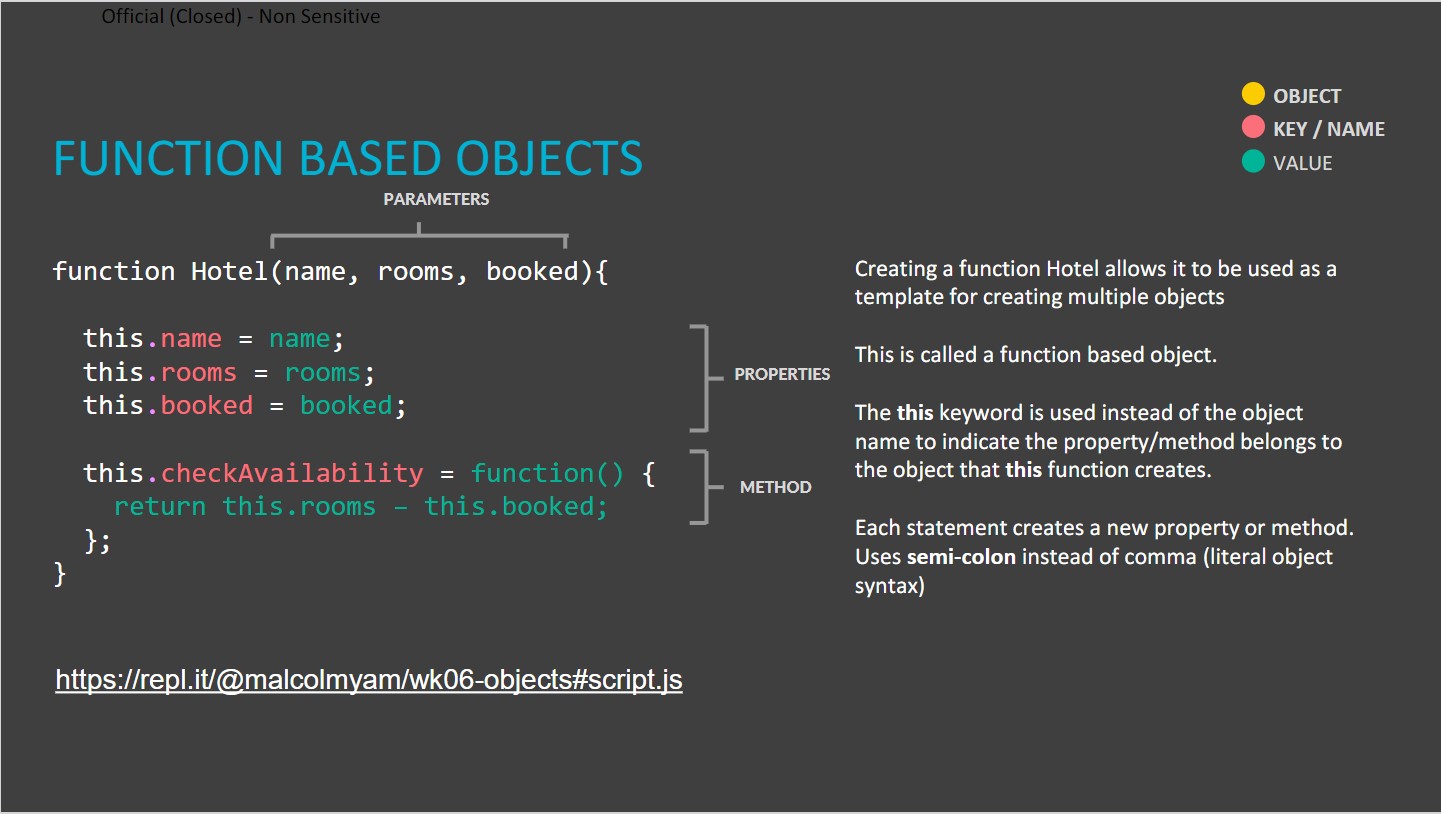 Official (Closed) - Non Sensitive
OBJECT
KEY / NAME
VALUE
FUNCTION BASED OBJECTS
PARAMETERS
function Hotel(name, rooms, booked){
this.name = name;
this.rooms = rooms;
this.booked = booked;
PROPERTIES
this.checkAvailability = function() {
return this.rooms – this.booked;
};
}
METHOD
Creating a function Hotel allows it to be used as a
template for creating multiple objects
This is called a function based object.
The this keyword is used instead of the object
name to indicate the property/method belongs to
the object that this function creates.
Each statement creates a new property or method.
Uses semi-colon instead of comma (literal object
syntax)
https://repl.it/@malcolmyam/wk06-objects#script.js